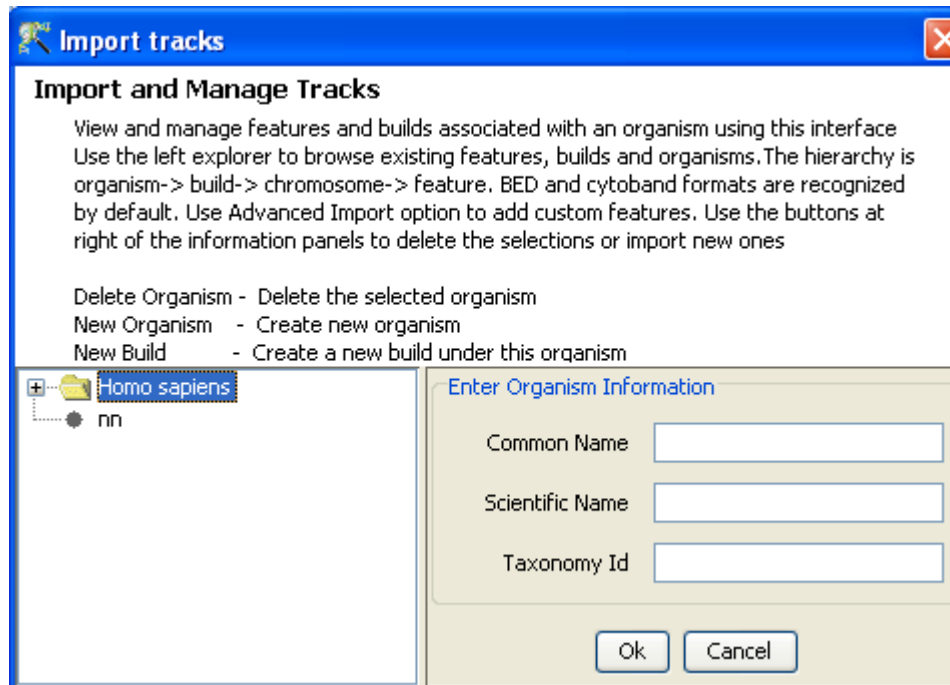 Import tracks
Import and Manage Tracks
View and manage features and builds associated with an organism using this interface
Use the left explorer to browse existing features, builds and organisms.The hierarchy is
organism-> build-> chromosome-> feature. BED and cytoband formats are recognized
by default. Use Advanced Import option to add custom features. Use the buttons at
right of the information panels to delete the selections or import new ones
Delete Organism - Delete the selected organism
New Organism - Create new organism
New Build - Create a new build under this organism
Homo sapiens
nn
Enter Organism Information
Common Name
Scientific Name
Taxonomy Id
Ok Cancel